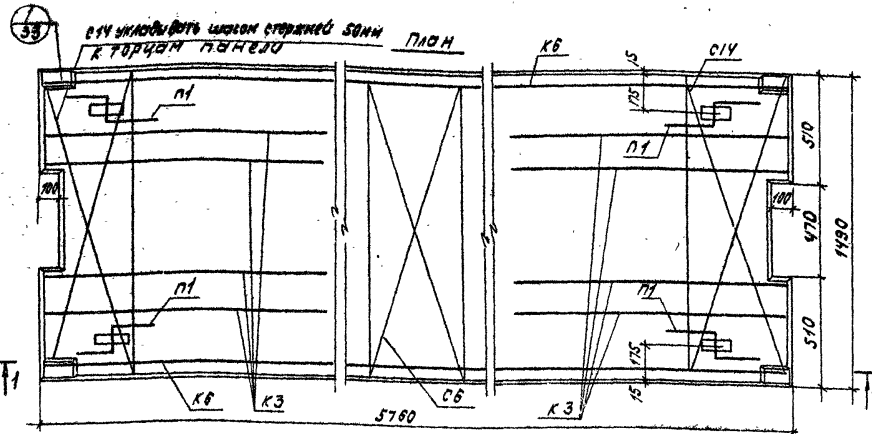 1
39
С14 укладывать шагом стержней 50мм
к торцам панели
План
К6
15
С14
П1
175
П1
510
100
100
470
1490
П1
П1
510
175
15
1
К6
К3
С6
К3
5760